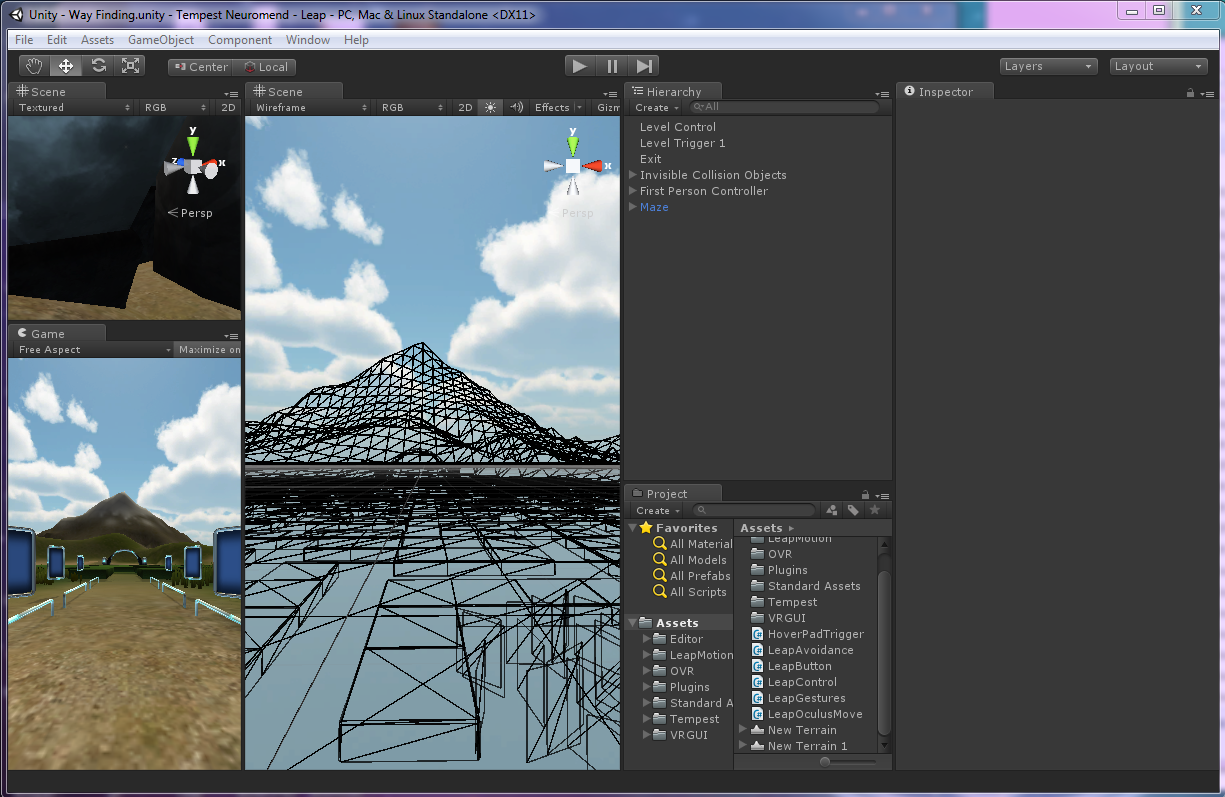 Unity - Way Finding.unity - Tempest Neuromend - Leap - PC, Mac & Linux Standalone <DX11>
File Edit Assets GameObject Component Window Help
Center Local Layers Layout
Scene
Textured RGB 2D
y
z x
Persp
Game
Free Aspect Maximize on
Scene
Wireframe RGB 2D Effects Gizm
y
x
Persp
Hierarchy
Create All
Level Control
Level Trigger 1
Exit
Invisible Collision Objects
First Person Controller
Maze
Project
Create
Favorites
All Material
All Models
All Prefabs
All Scripts
Assets
Editor
LeapMotion
OVR
Plugins
Standard A
Tempest
VRGUI
Assets
LeapMotion
OVR
Plugins
Standard Assets
Tempest
VRGUI
HoverPadTrigger
LeapAvoidance
LeapButton
LeapControl
LeapGestures
LeapOculusMove
New Terrain
New Terrain 1
Inspector